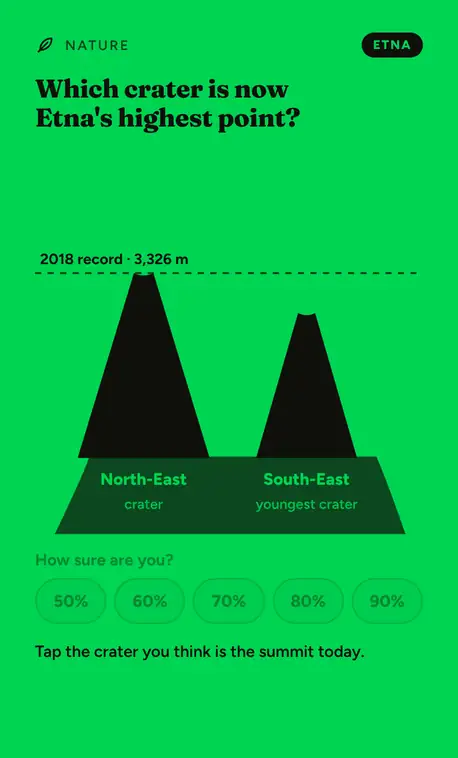 NATURE
ETNA
Which crater is now
Etna's highest point?
2018 record · 3,326 m
North-East
crater
South-East
youngest crater
How sure are you?
50% 60% 70% 80% 90%
Tap the crater you think is the summit today.